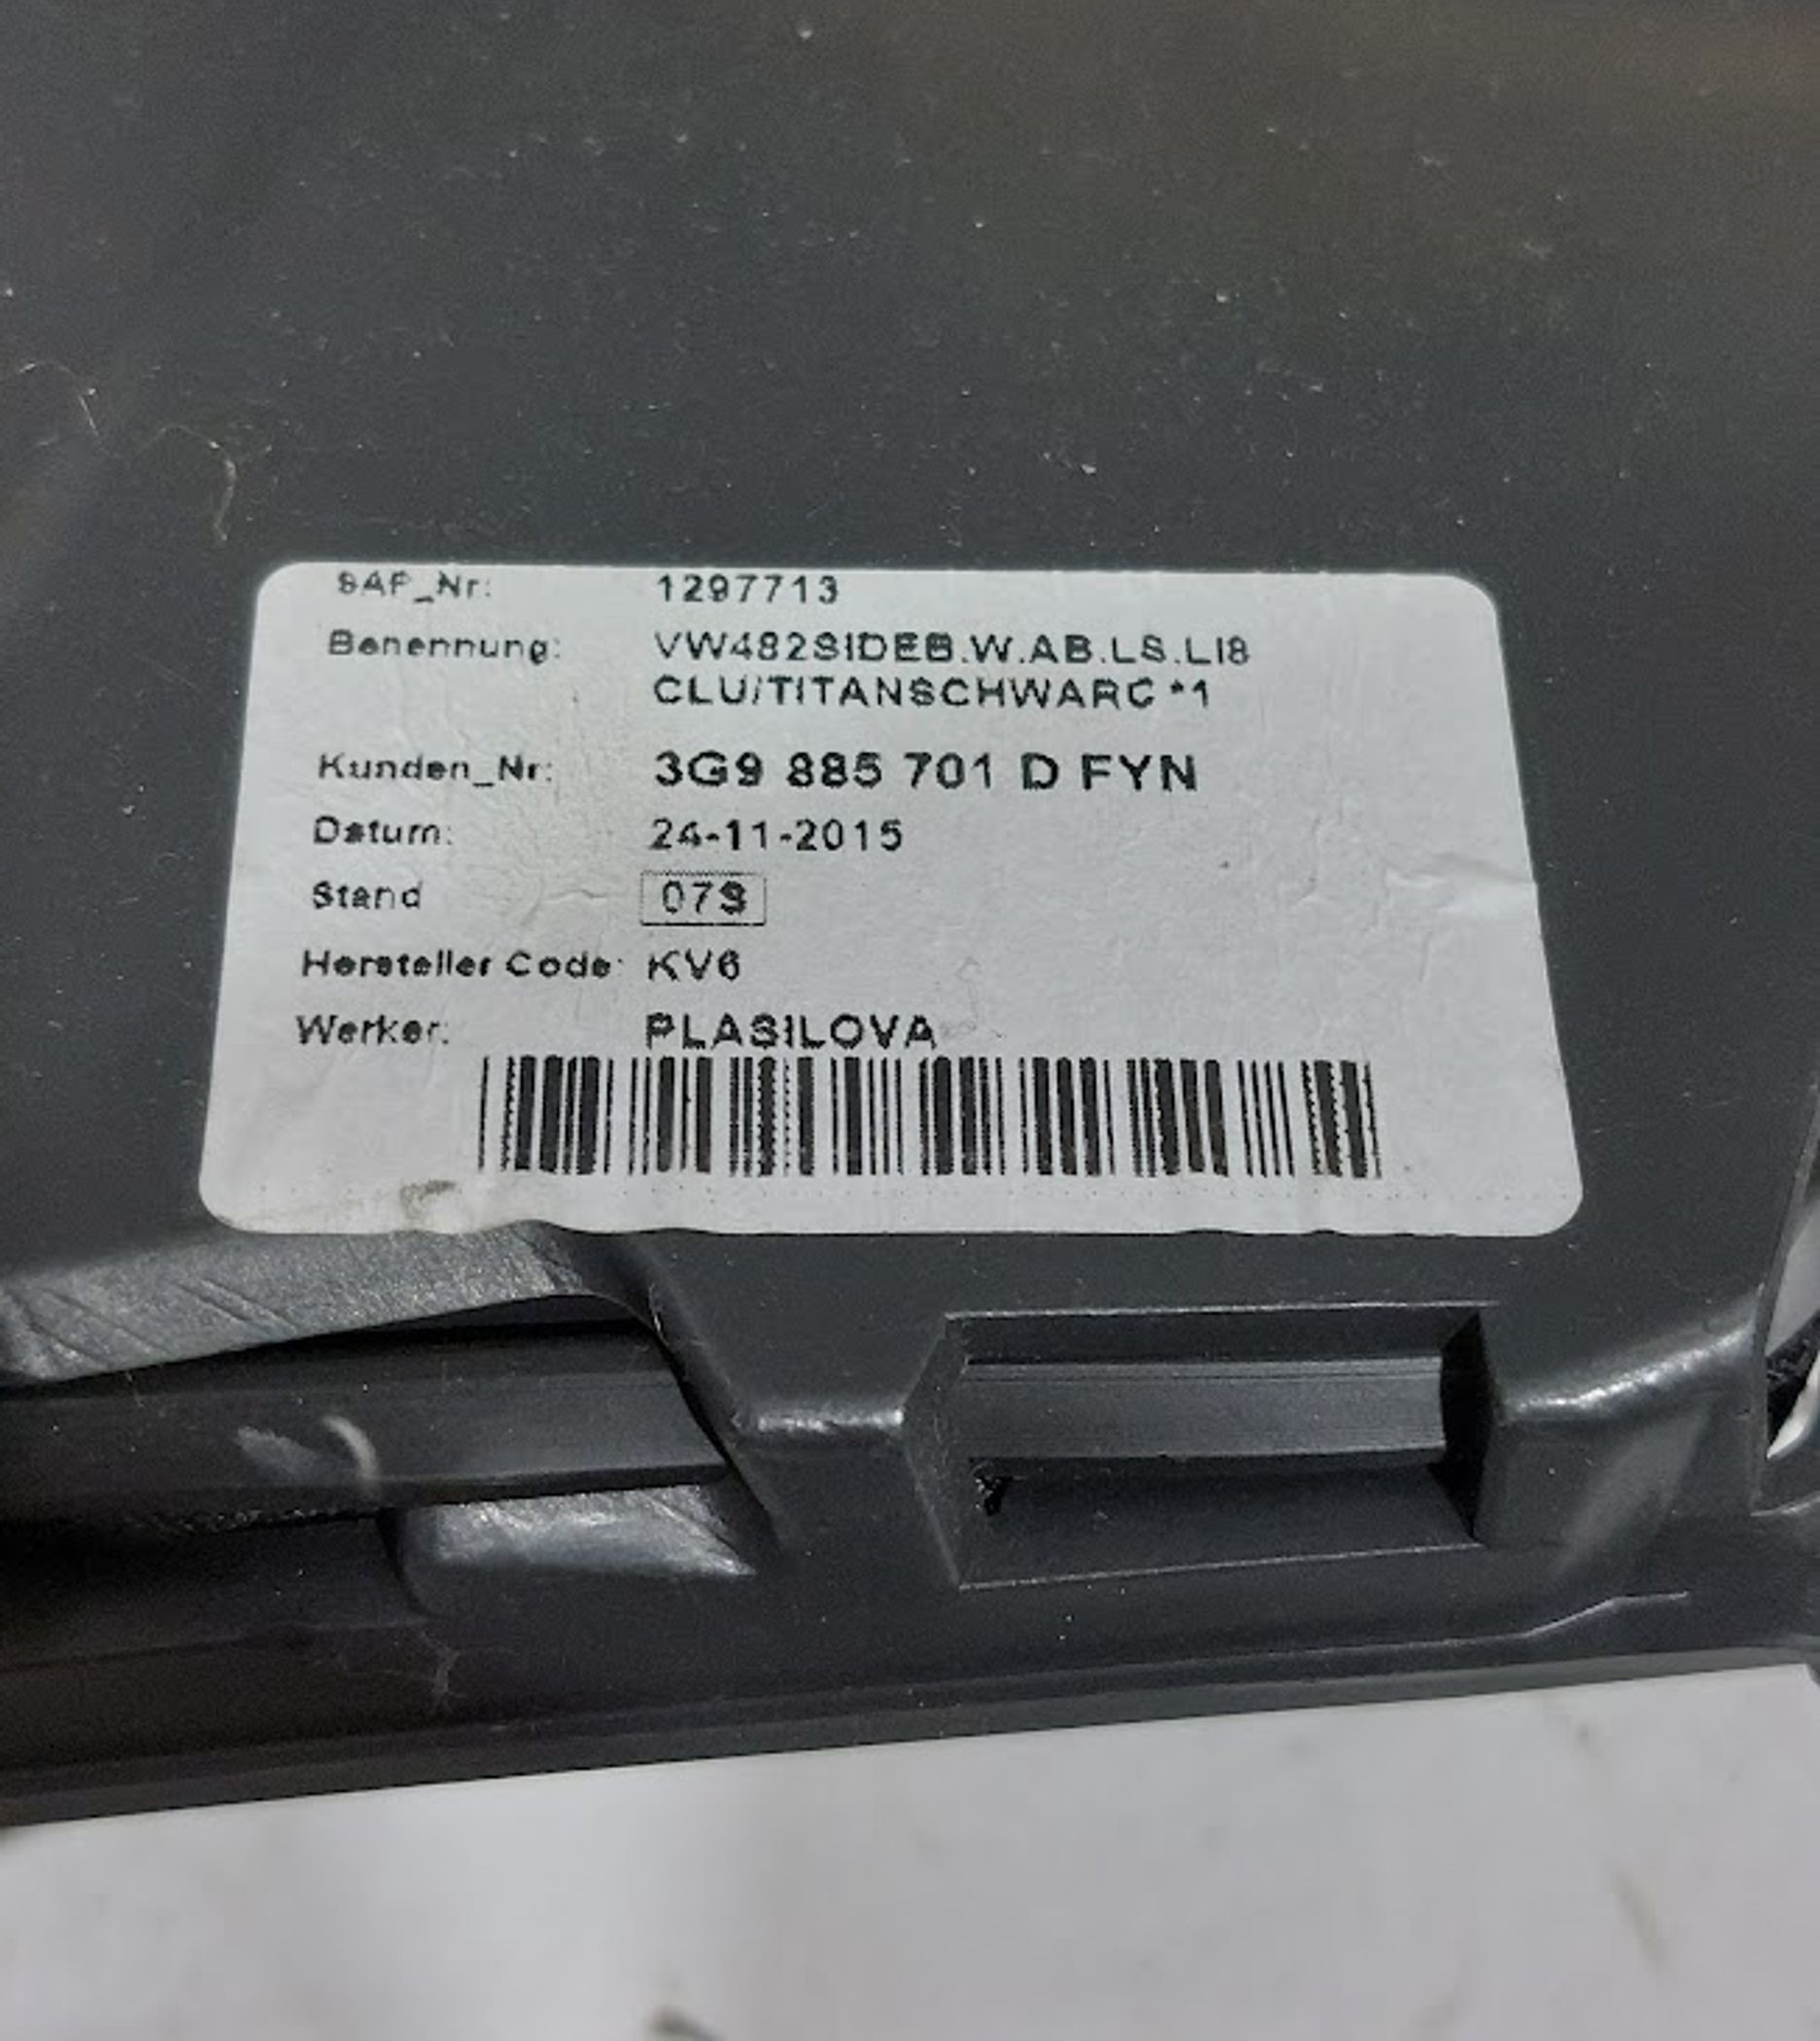 SAP_Nr: 1297713
Benennung: VW482SIDEB.W.AB.LS.LI8
CLU/TITANSCHWARC *1
Kunden_Nr: 3G9 885 701 D FYN
Datum: 24-11-2015
Stand 07S
Hersteller Code: KV6
Werker: PLASILOVA